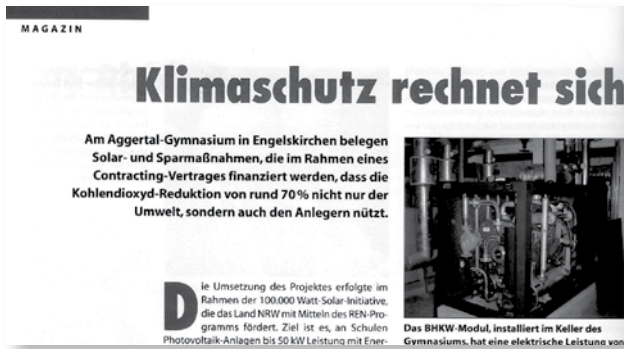 MAGAZIN
Klimaschutz rechnet sich
Am Aggertal-Gymnasium in Engelskirchen belegen
Solar- und Sparmaßnahmen, die im Rahmen eines
Contracting-Vertrages finanziert werden, dass die
Kohlendioxyd-Reduktion von rund 70% nicht nur der
Umwelt, sondern auch den Anlegern nützt.
Die Umsetzung des Projektes erfolgte im
Rahmen der 100.000 Watt-Solar-Initiative,
die das Land NRW mit Mitteln des REN-Pro-
gramms fördert. Ziel ist es, an Schulen
Photovoltaik-Anlagen bis 50 kW Leistung mit Ener-
Das BHKW-Modul, installiert im Keller des
Gymnasiums, hat eine elektrische Leistung von